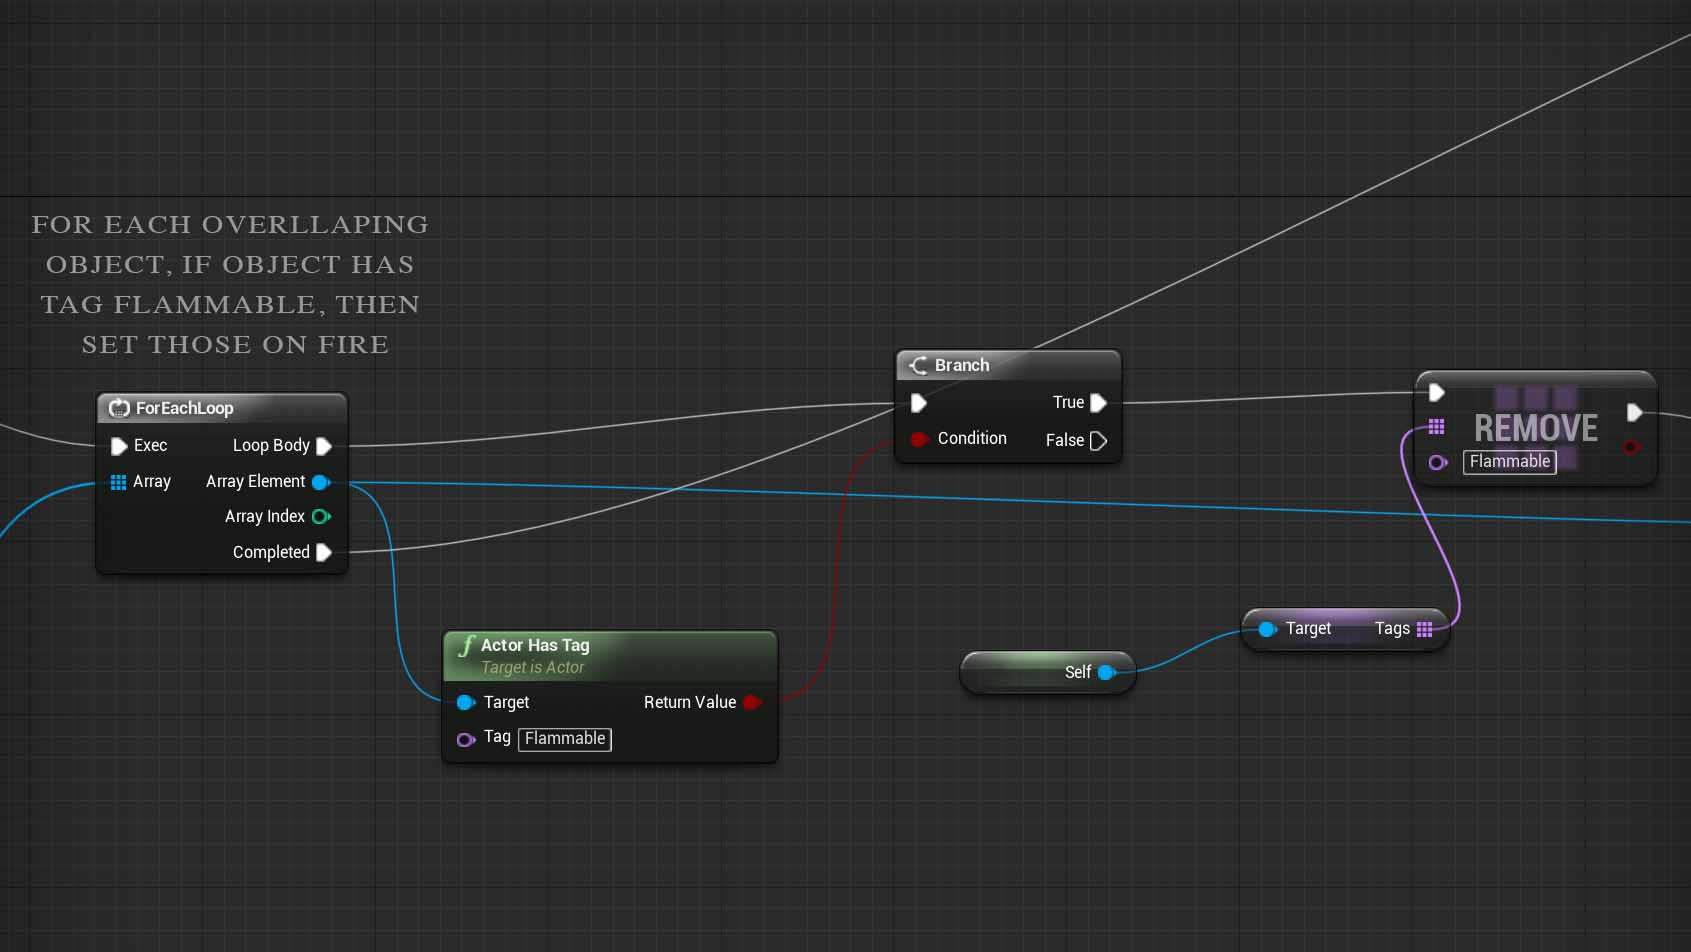 FOR EACH OVERLLAPING
OBJECT, IF OBJECT HAS
TAG FLAMMABLE, THEN
SET THOSE ON FIRE
ForEachLoop
Exec
Loop Body
Array
Array Element
Array Index
Completed
Branch
True
Condition
False
REMOVE
Flammable
f Actor Has Tag
Target is Actor
Target
Return Value
Tag Flammable
Self
Target
Tags